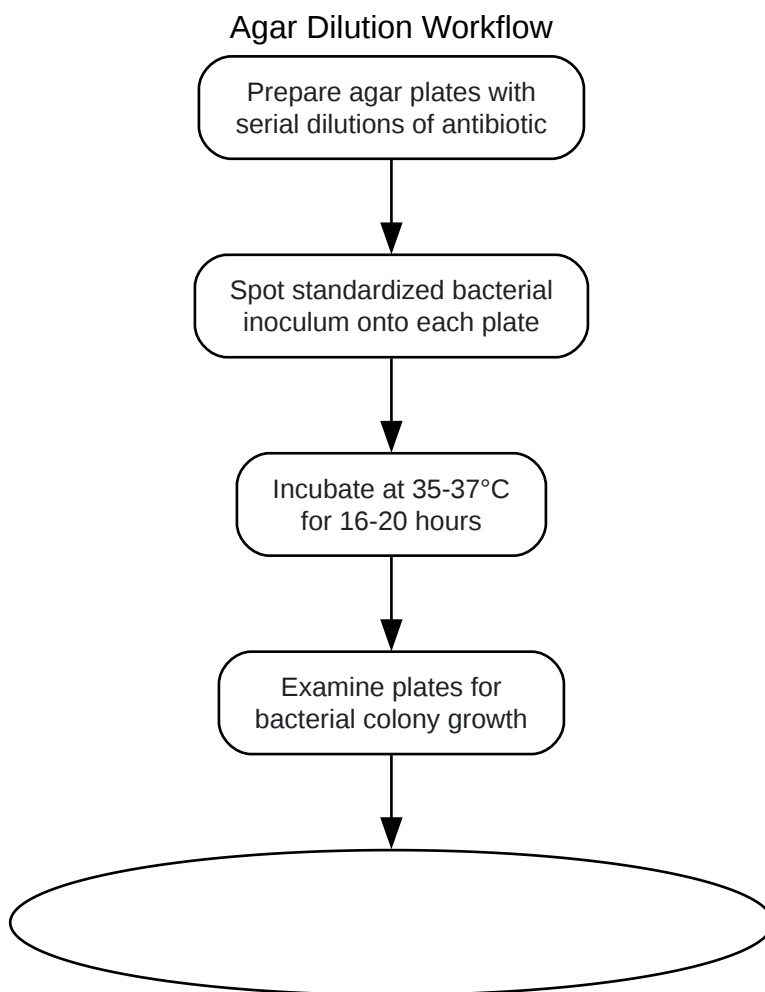 Agar Dilution Workflow
Prepare agar plates with
serial dilutions of antibiotic
Spot standardized bacterial
inoculum onto each plate
Incubate at 35-37°C
for 16-20 hours
Examine plates for
bacterial colony growth